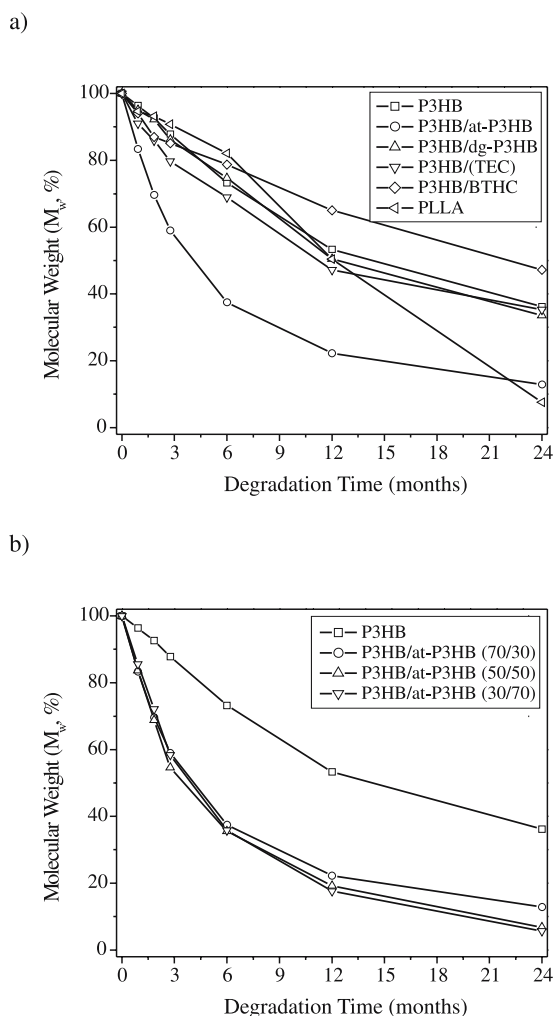 a)
100
80
60
40
20
0
Molecular Weight (Mw, %)
P3HB
P3HB/at-P3HB
P3HB/dg-P3HB
P3HB/(TEC)
P3HB/BTHC
PLLA
0 3 6 9 12 15 18 21 24
Degradation Time (months)
b)
100
80
60
40
20
0
Molecular Weight (Mw, %)
P3HB
P3HB/at-P3HB (70/30)
P3HB/at-P3HB (50/50)
P3HB/at-P3HB (30/70)
0 3 6 9 12 15 18 21 24
Degradation Time (months)